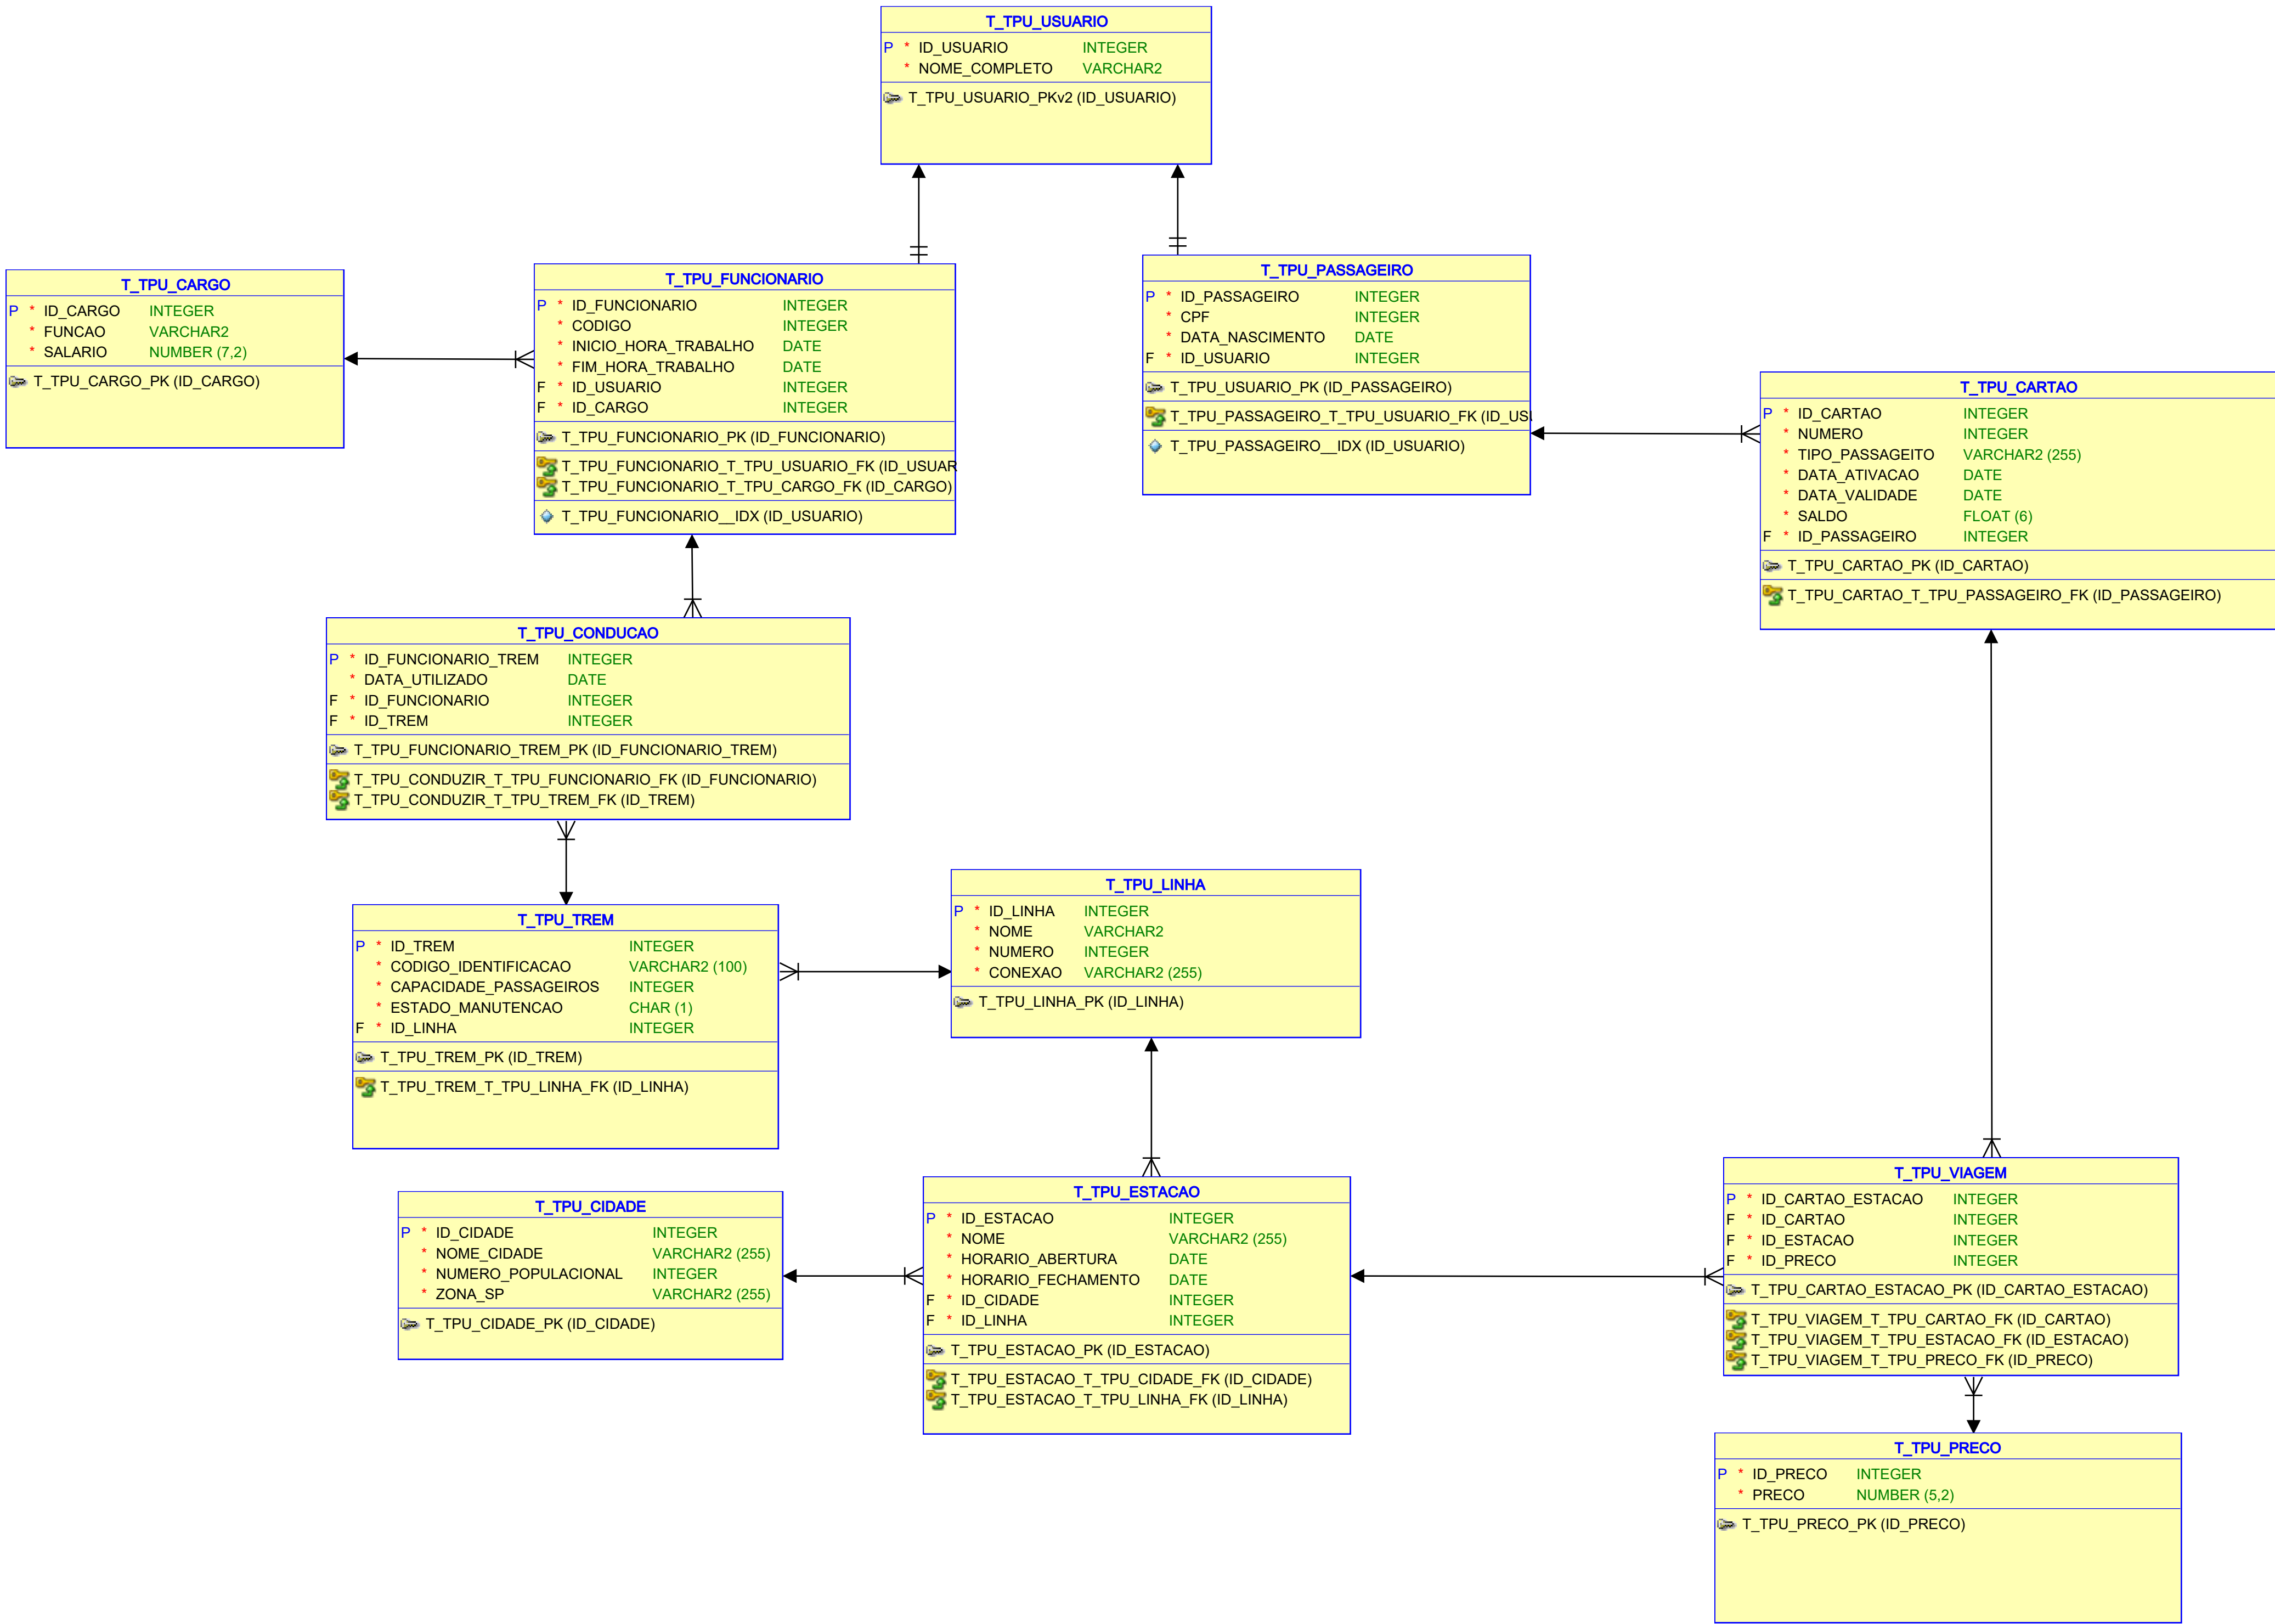 T_TPU_USUARIO
P * ID_USUARIO INTEGER
* NOME_COMPLETO VARCHAR2
T_TPU_USUARIO_PKv2 (ID_USUARIO)
T_TPU_CARGO
P * ID_CARGO INTEGER
* FUNCAO VARCHAR2
* SALARIO NUMBER (7,2)
T_TPU_CARGO_PK (ID_CARGO)
T_TPU_FUNCIONARIO
P * ID_FUNCIONARIO INTEGER
* CODIGO INTEGER
* INICIO_HORA_TRABALHO DATE
* FIM_HORA_TRABALHO DATE
F * ID_USUARIO INTEGER
F * ID_CARGO INTEGER
T_TPU_FUNCIONARIO_PK (ID_FUNCIONARIO)
T_TPU_FUNCIONARIO_T_TPU_USUARIO_FK (ID_USUAR
T_TPU_FUNCIONARIO_T_TPU_CARGO_FK (ID_CARGO)
T_TPU_FUNCIONARIO__IDX (ID_USUARIO)
T_TPU_PASSAGEIRO
P * ID_PASSAGEIRO INTEGER
* CPF INTEGER
* DATA_NASCIMENTO DATE
F * ID_USUARIO INTEGER
T_TPU_USUARIO_PK (ID_PASSAGEIRO)
T_TPU_PASSAGEIRO_T_TPU_USUARIO_FK (ID_US
T_TPU_PASSAGEIRO__IDX (ID_USUARIO)
T_TPU_CARTAO
P * ID_CARTAO INTEGER
* NUMERO INTEGER
* TIPO_PASSAGEITO VARCHAR2 (255)
* DATA_ATIVACAO DATE
* DATA_VALIDADE DATE
* SALDO FLOAT (6)
F * ID_PASSAGEIRO INTEGER
T_TPU_CARTAO_PK (ID_CARTAO)
T_TPU_CARTAO_T_TPU_PASSAGEIRO_FK (ID_PASSAGEIRO)
T_TPU_CONDUCAO
P * ID_FUNCIONARIO_TREM INTEGER
* DATA_UTILIZADO DATE
F * ID_FUNCIONARIO INTEGER
F * ID_TREM INTEGER
T_TPU_FUNCIONARIO_TREM_PK (ID_FUNCIONARIO_TREM)
T_TPU_CONDUZIR_T_TPU_FUNCIONARIO_FK (ID_FUNCIONARIO)
T_TPU_CONDUZIR_T_TPU_TREM_FK (ID_TREM)
T_TPU_TREM
P * ID_TREM INTEGER
* CODIGO_IDENTIFICACAO VARCHAR2 (100)
* CAPACIDADE_PASSAGEIROS INTEGER
* ESTADO_MANUTENCAO CHAR (1)
F * ID_LINHA INTEGER
T_TPU_TREM_PK (ID_TREM)
T_TPU_TREM_T_TPU_LINHA_FK (ID_LINHA)
T_TPU_LINHA
P * ID_LINHA INTEGER
* NOME VARCHAR2
* NUMERO INTEGER
* CONEXAO VARCHAR2 (255)
T_TPU_LINHA_PK (ID_LINHA)
T_TPU_CIDADE
P * ID_CIDADE INTEGER
* NOME_CIDADE VARCHAR2 (255)
* NUMERO_POPULACIONAL INTEGER
* ZONA_SP VARCHAR2 (255)
T_TPU_CIDADE_PK (ID_CIDADE)
T_TPU_ESTACAO
P * ID_ESTACAO INTEGER
* NOME VARCHAR2 (255)
* HORARIO_ABERTURA DATE
* HORARIO_FECHAMENTO DATE
F * ID_CIDADE INTEGER
F * ID_LINHA INTEGER
T_TPU_ESTACAO_PK (ID_ESTACAO)
T_TPU_ESTACAO_T_TPU_CIDADE_FK (ID_CIDADE)
T_TPU_ESTACAO_T_TPU_LINHA_FK (ID_LINHA)
T_TPU_VIAGEM
P * ID_CARTAO_ESTACAO INTEGER
F * ID_CARTAO INTEGER
F * ID_ESTACAO INTEGER
F * ID_PRECO INTEGER
T_TPU_CARTAO_ESTACAO_PK (ID_CARTAO_ESTACAO)
T_TPU_VIAGEM_T_TPU_CARTAO_FK (ID_CARTAO)
T_TPU_VIAGEM_T_TPU_ESTACAO_FK (ID_ESTACAO)
T_TPU_VIAGEM_T_TPU_PRECO_FK (ID_PRECO)
T_TPU_PRECO
P * ID_PRECO INTEGER
* PRECO NUMBER (5,2)
T_TPU_PRECO_PK (ID_PRECO)